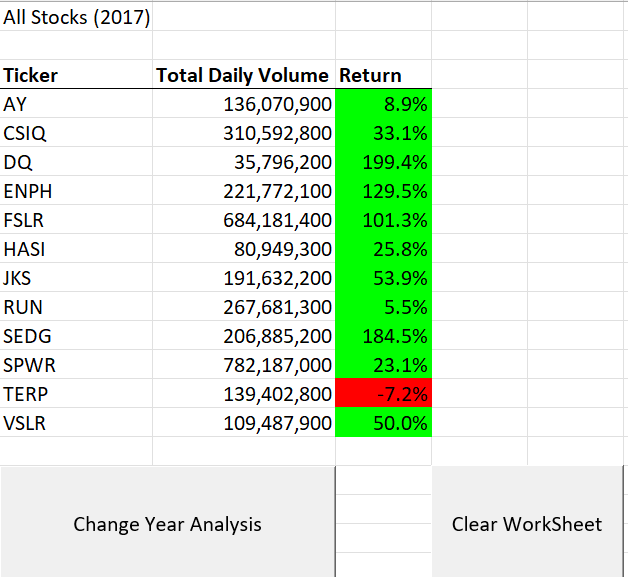 All Stocks (2017)
Ticker Total Daily Volume Return
AY 136,070,900 8.9%
CSIQ 310,592,800 33.1%
DQ 35,796,200 199.4%
ENPH 221,772,100 129.5%
FSLR 684,181,400 101.3%
HASI 80,949,300 25.8%
JKS 191,632,200 53.9%
RUN 267,681,300 5.5%
SEDG 206,885,200 184.5%
SPWR 782,187,000 23.1%
TERP 139,402,800 -7.2%
VSLR 109,487,900 50.0%
Change Year Analysis Clear WorkSheet